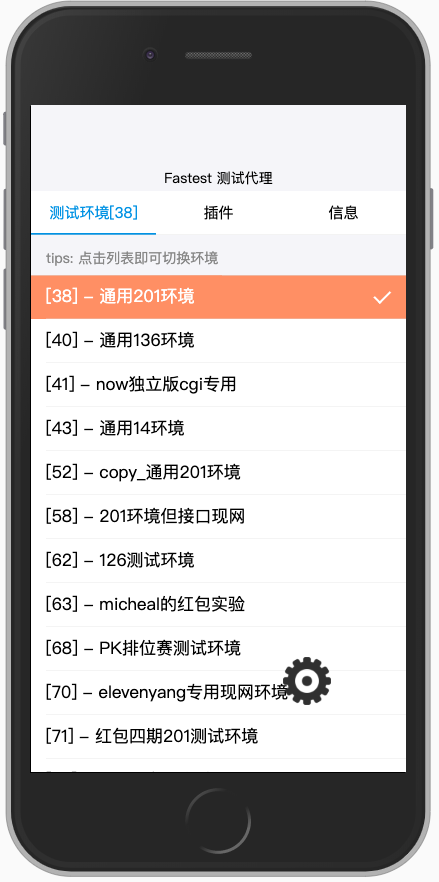 Fastest 测试代理
测试环境[38] 插件 信息
tips: 点击列表即可切换环境
[38] – 通用201环境
[40] – 通用136环境
[41] – now独立版cgi专用
[43] – 通用14环境
[52] – copy_通用201环境
[58] – 201环境但接口现网
[62] – 126测试环境
[63] – micheal的红包实验
[68] – PK排位赛测试环境
[70] – elevenyang专用现网环境
[71] – 红包四期201测试环境